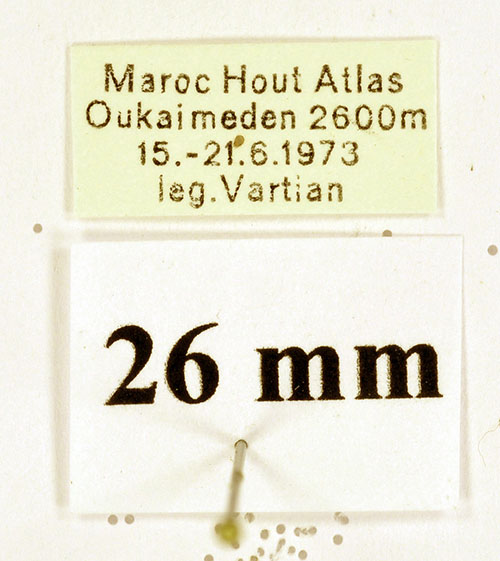 Maroc Hout Atlas
Oukaimeden 2600m
15.-21.6.1973
leg.Vartian
26 mm